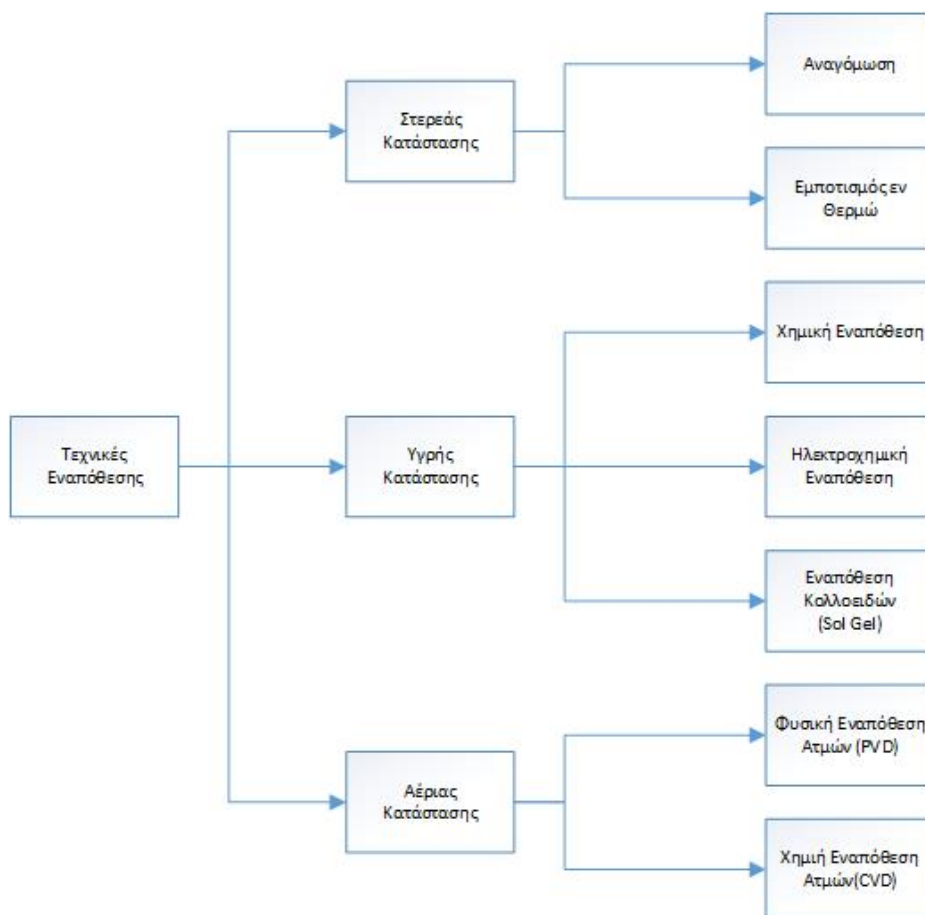 Αναγόμωση
Στερεάς
Κατάστασης
Εμποτισμός εν
Θερμώ
Χημική Εναπόθεση
Τεχνικές
Εναπόθεσης
Υγρής
Κατάστασης
Ηλεκτροχημική
Εναπόθεση
Εναπόθεση
Κολλοειδών
(Sol Gel)
Φυσική Εναπόθεση
Ατμών (PVD)
Αέριας
Κατάστασης
Χημιή Εναπόθεση
Ατμών(CVD)